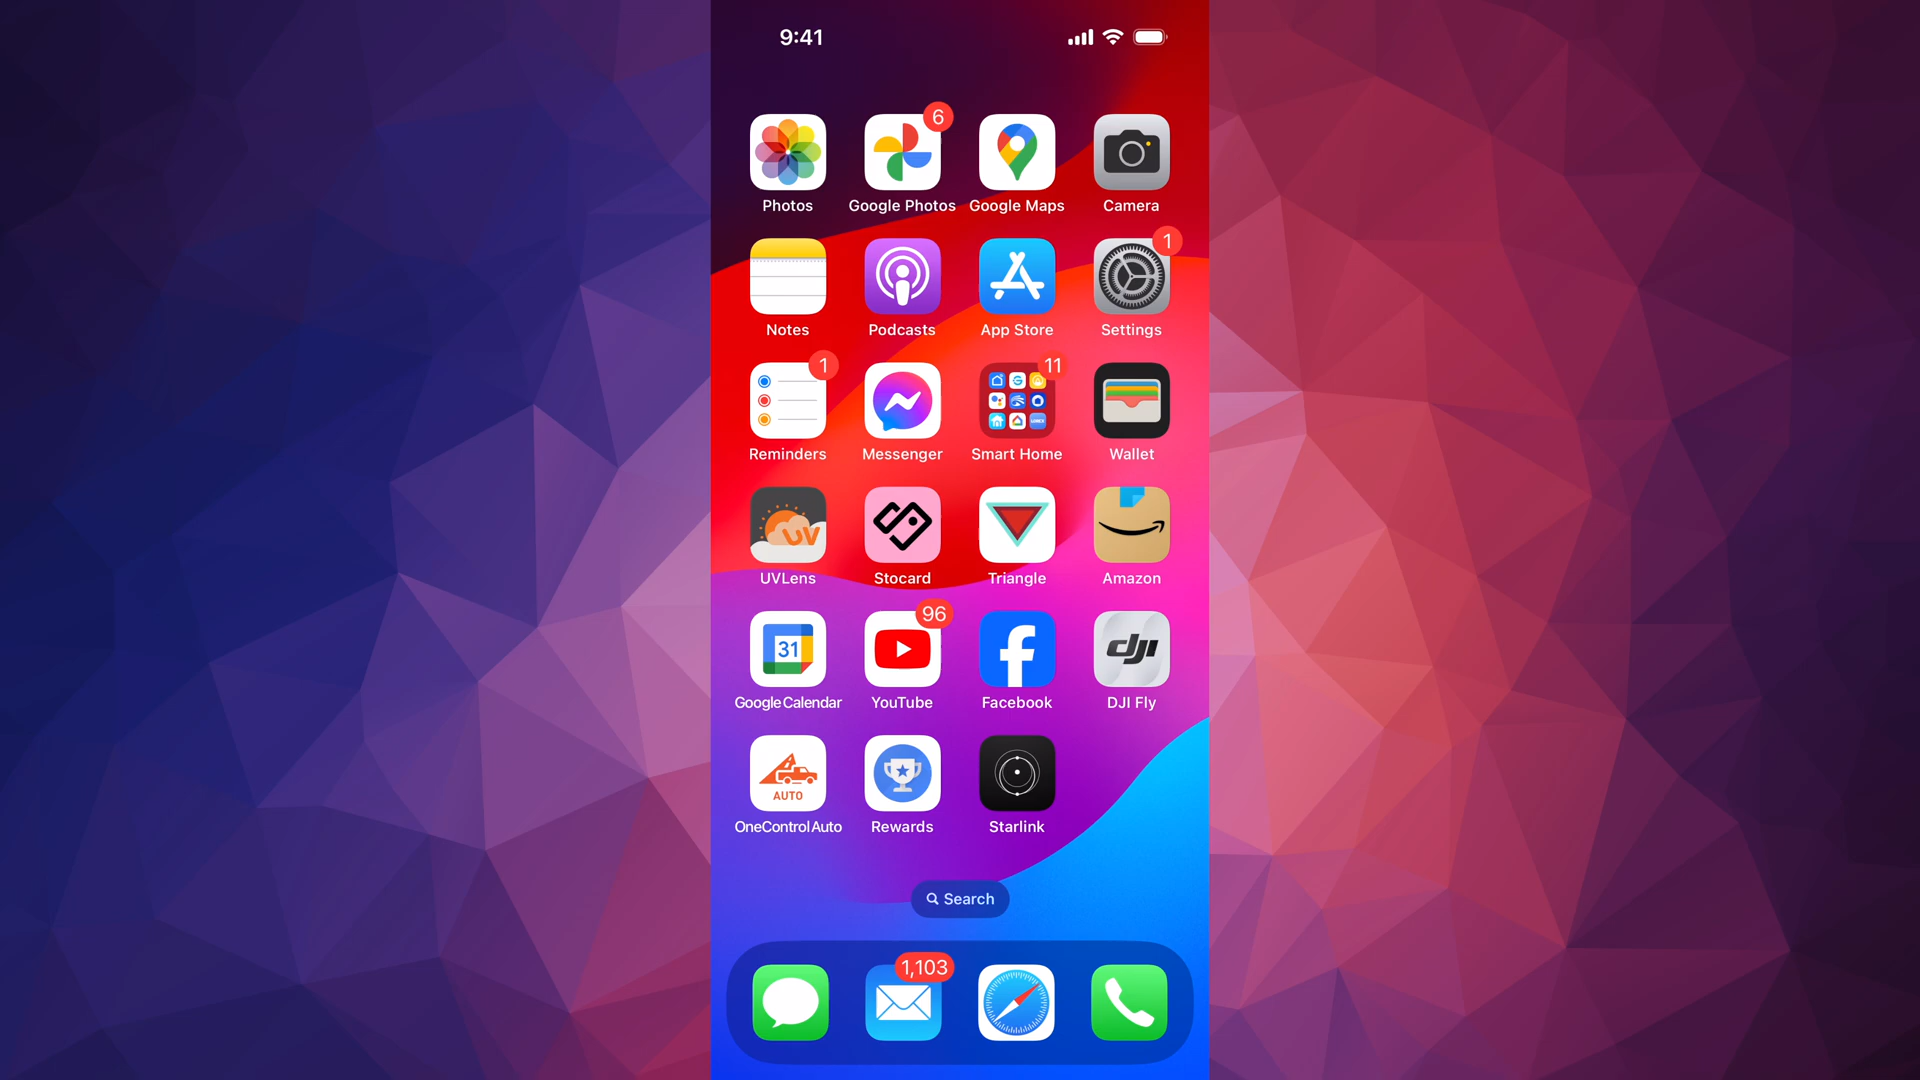 9:41
6
Photos Google Photos Google Maps Camera
1
Notes Podcasts App Store Settings
1 11
Reminders Messenger Smart Home Wallet
UV
UVLens Stocard Triangle Amazon
96
31 dji
Google Calendar YouTube Facebook DJI Fly
AUTO
OneControl Auto Rewards Starlink
Search
1,103